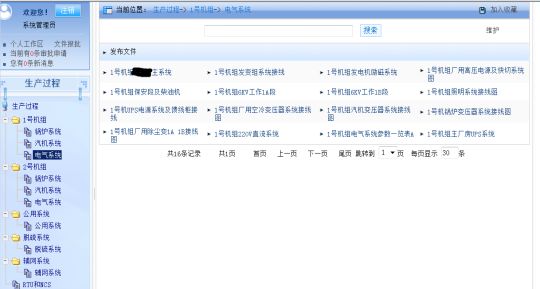 欢迎您！ 注销
系统管理员
个人工作区 文件报批
当前有0条审批申请
您有0条新消息
生产过程
生产过程
1号机组
锅炉系统
汽机系统
电气系统
2号机组
锅炉系统
汽机系统
电气系统
公用系统
公用系统
脱硫系统
脱硫系统
辅网系统
辅网系统
RTU和NCS
当前位置: 生产过程->1号机组->电气系统 加入收藏
搜索 维护
发布文件
1号机组 主系统
1号机组发变组系统接线
1号机组发电机励磁系统
1号机组厂用高压电源及快切系统图
1号机组保安段及柴油机
1号机组6KV工作1A段
1号机组6KV工作1B段
1号机组照明系统接线图
1号机组UPS电源系统及馈线柜接线
1号机组厂用空冷变压器系统接线图
1号机组汽机变压器系统接线图
1号机组锅炉变压器系统接线图
1号机组厂用除尘变1A 1B接线图
1号机组220V直流系统
1号机组电气系统参数一览表A
1号机组主厂房UPS系统
共16条记录 共1页 首页 上一页 下一页 尾页 跳转到 1 页 每页显示 30 条